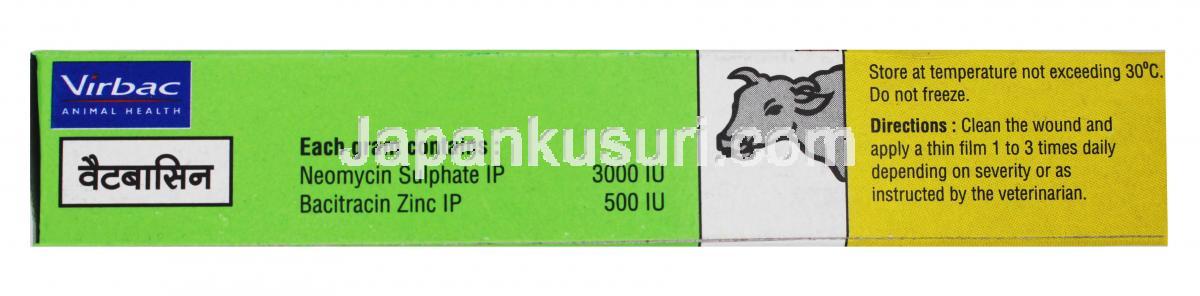 Virbac
ANIMAL HEALTH
वैटबासिन
Each gram contains :
Neomycin Sulphate IP 3000 IU
Bacitracin Zinc IP 500 IU
Japankusuri.com
Store at temperature not exceeding 30ºC.
Do not freeze.
Directions : Clean the wound and
apply a thin film 1 to 3 times daily
depending on severity or as
instructed by the veterinarian.